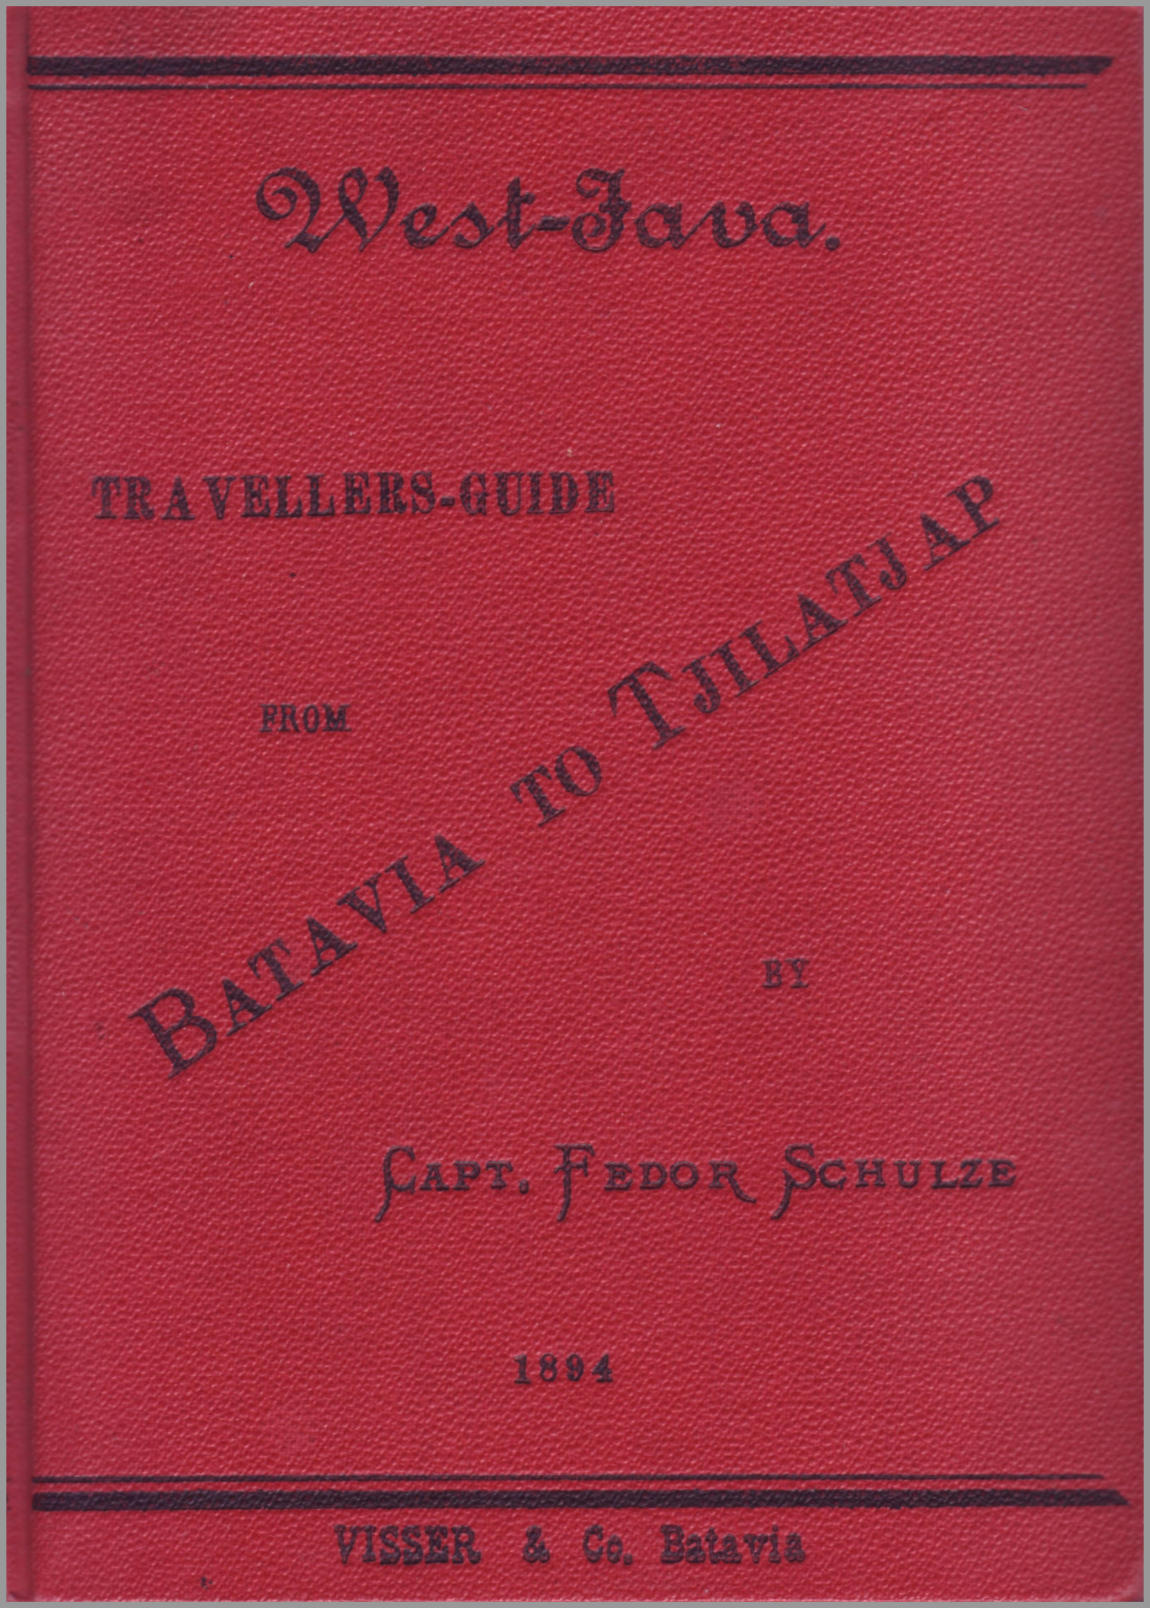 West-Java.
TRAVELLERS-GUIDE
FROM
BATAVIA TO TJILATJAP
BY
CAPT. FEDOR SCHULZE
1894
VISSER & Co. Batavia